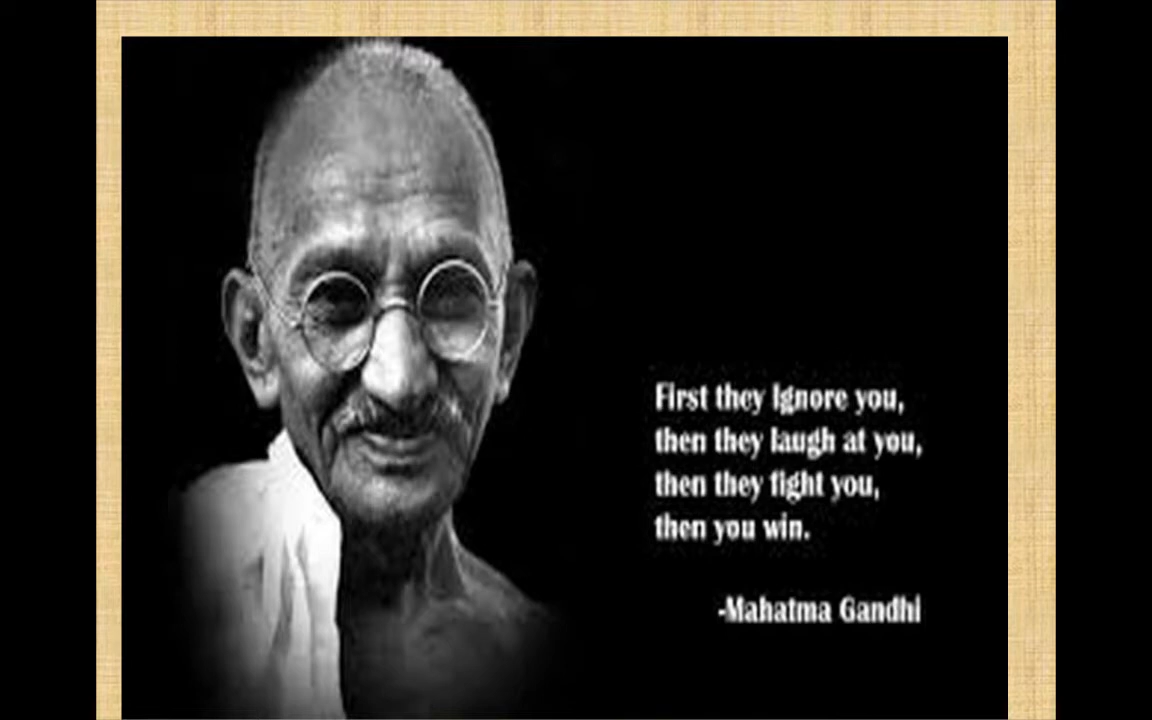 First they ignore you,
then they laugh at you,
then they fight you,
then you win.
-Mahatma Gandhi